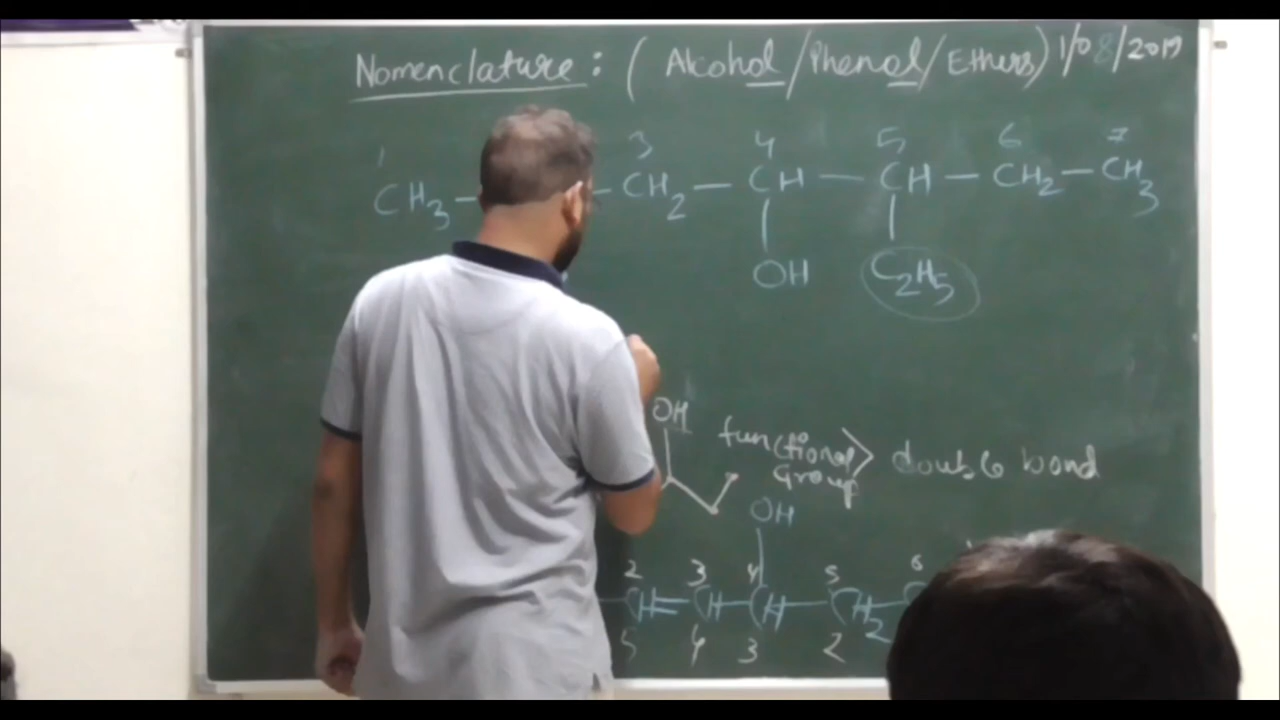 Nomenclature : ( Alcohol / Phenol / Ethers) 1/08/2019
1 3 4 5 6 7
CH3 — — CH2 — CH — CH — CH2 — CH3
OH C2H5
OH functional > double bond
Group
OH
2 3 4 5 6
CH = CH — CH — CH2 —
5 4 3 2